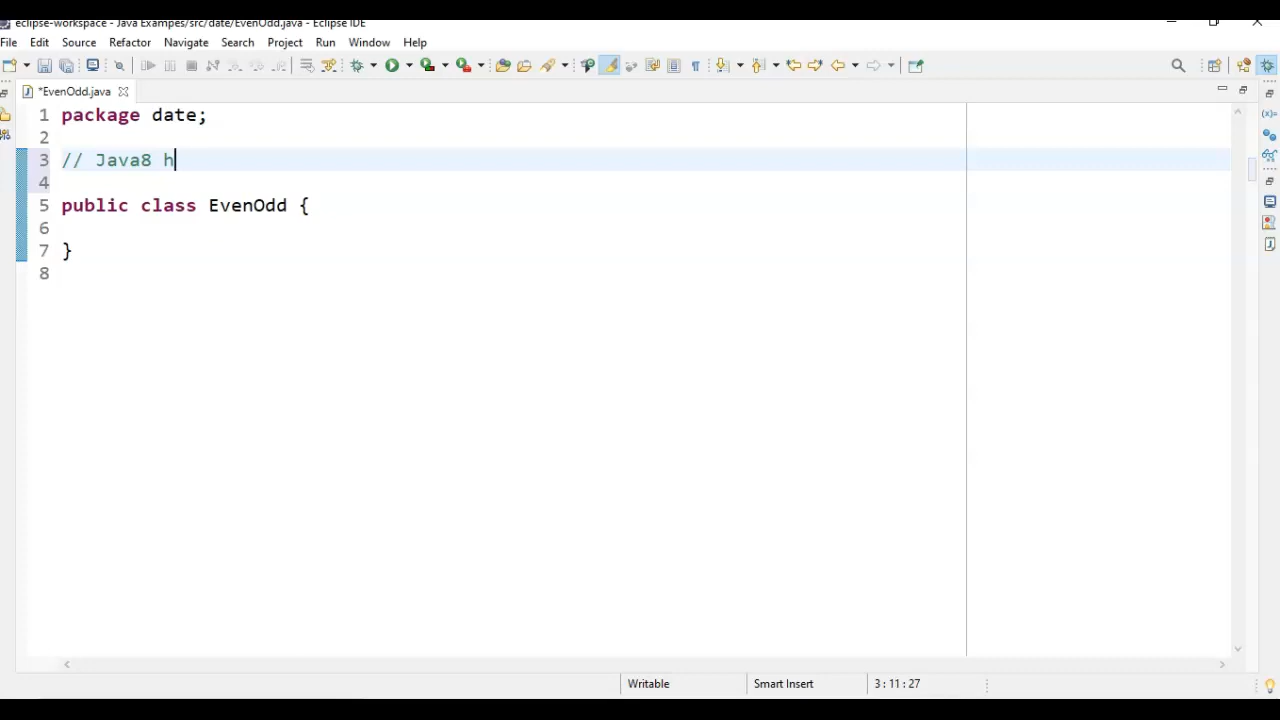 eclipse-workspace - Java Exampes/src/date/EvenOdd.java - Eclipse IDE
File Edit Source Refactor Navigate Search Project Run Window Help
*EvenOdd.java
1 package date;
2
3 // Java8 h
4
5 public class EvenOdd {
6
7 }
8
Writable Smart Insert 3 : 11 : 27